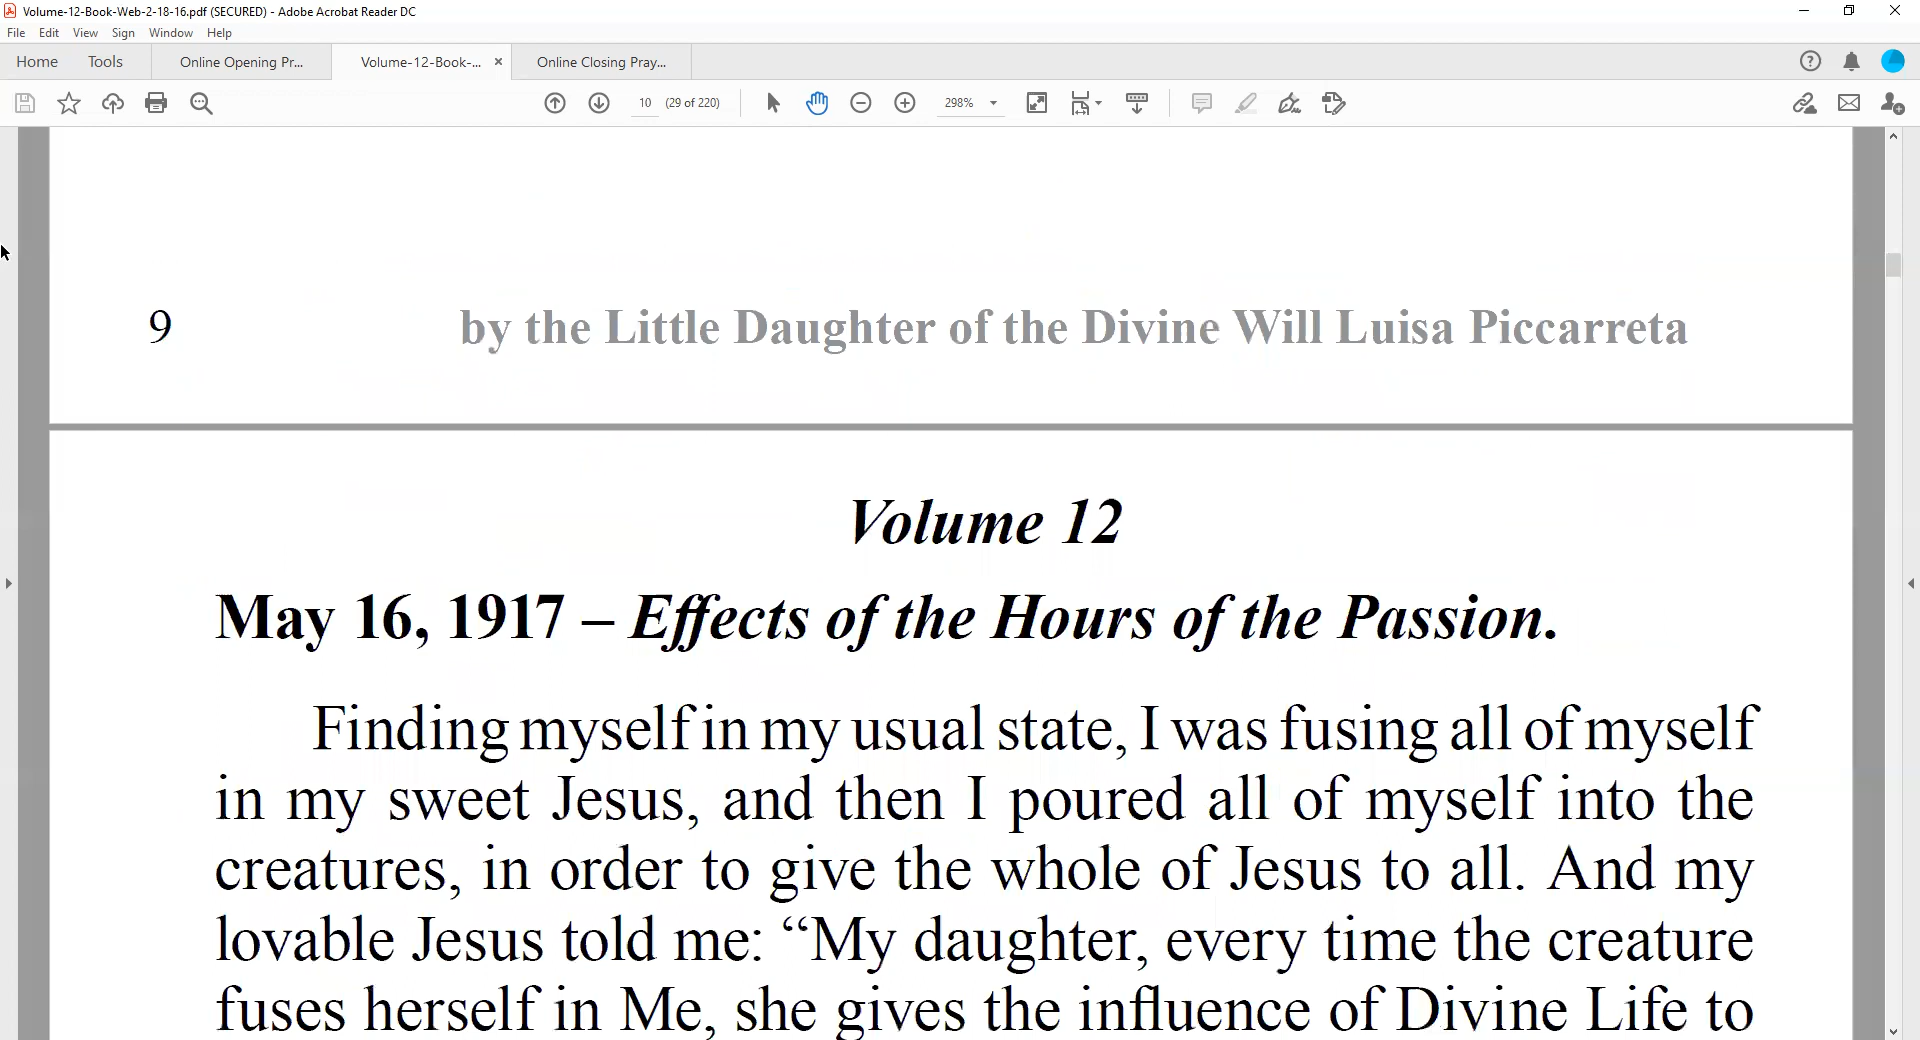 Volume-12-Book-Web-2-18-16.pdf (SECURED) - Adobe Acrobat Reader DC
File Edit View Sign Window Help
Home Tools Online Opening Pr... Volume-12-Book-... × Online Closing Pray...
10 (29 of 220) 298%
9 by the Little Daughter of the Divine Will Luisa Piccarreta
Volume 12
May 16, 1917 – Effects of the Hours of the Passion.
Finding myself in my usual state, I was fusing all of myself
in my sweet Jesus, and then I poured all of myself into the
creatures, in order to give the whole of Jesus to all. And my
lovable Jesus told me: “My daughter, every time the creature
fuses herself in Me, she gives the influence of Divine Life to